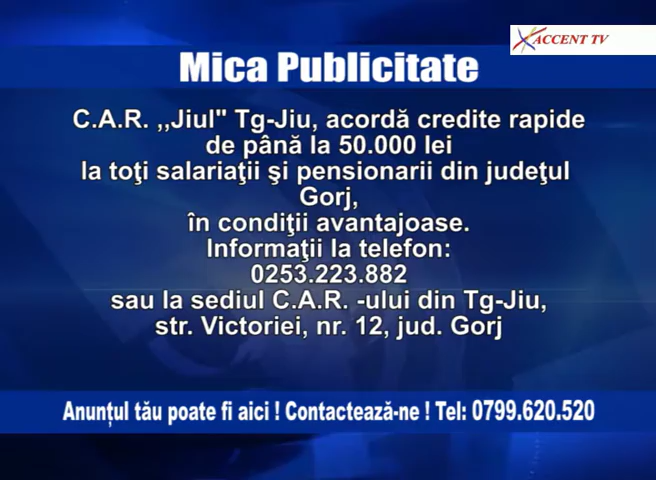 ACCENT TV
Mica Publicitate
C.A.R. ,,Jiul" Tg-Jiu, acordă credite rapide
de până la 50.000 lei
la toţi salariaţii şi pensionarii din judeţul
Gorj,
în condiţii avantajoase.
Informaţii la telefon:
0253.223.882
sau la sediul C.A.R. -ului din Tg-Jiu,
str. Victoriei, nr. 12, jud. Gorj
Anunțul tău poate fi aici ! Contactează-ne ! Tel: 0799.620.520